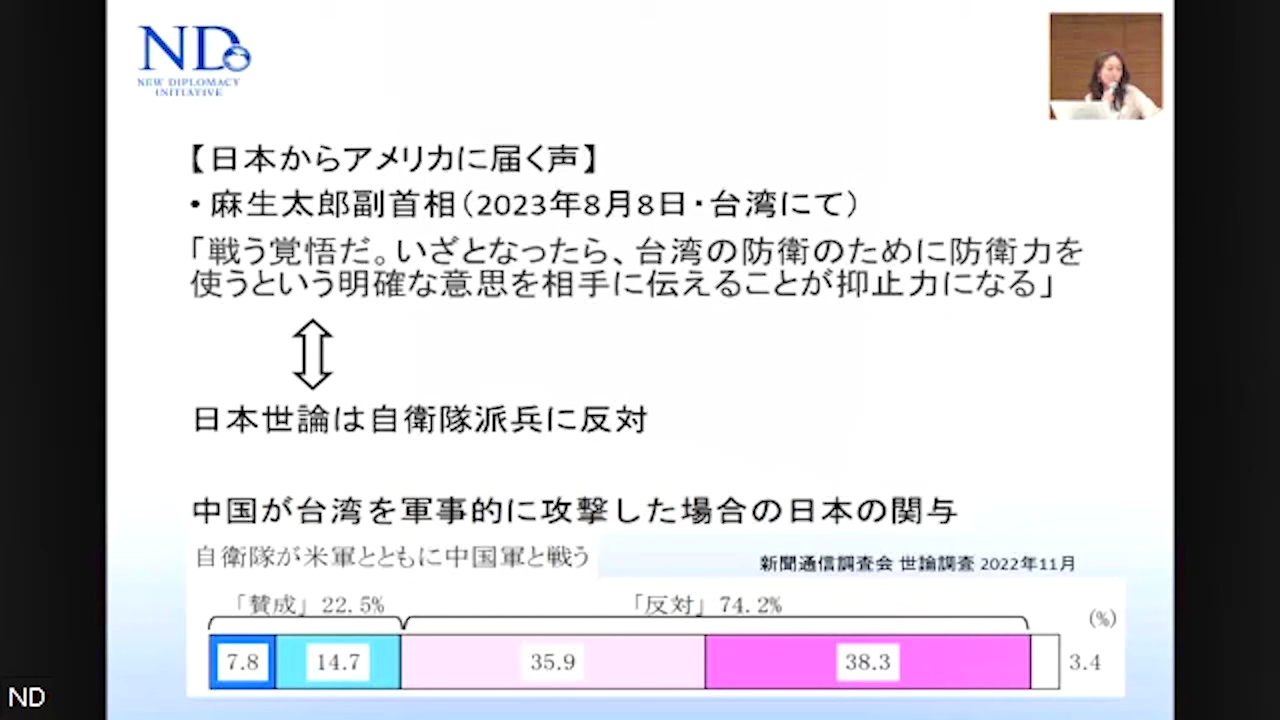 ND
NEW DIPLOMACY
INITIATIVE
【日本からアメリカに届く声】
・麻生太郎副首相（2023年8月8日・台湾にて）
「戦う覚悟だ。いざとなったら、台湾の防衛のために防衛力を
使うという明確な意思を相手に伝えることが抑止力になる」
日本世論は自衛隊派兵に反対
中国が台湾を軍事的に攻撃した場合の日本の関与
自衛隊が米軍とともに中国軍と戦う
新聞通信調査会 世論調査 2022年11月
「賛成」 22.5%
「反対」 74.2%
(%)
7.8
14.7
35.9
38.3
3.4
ND